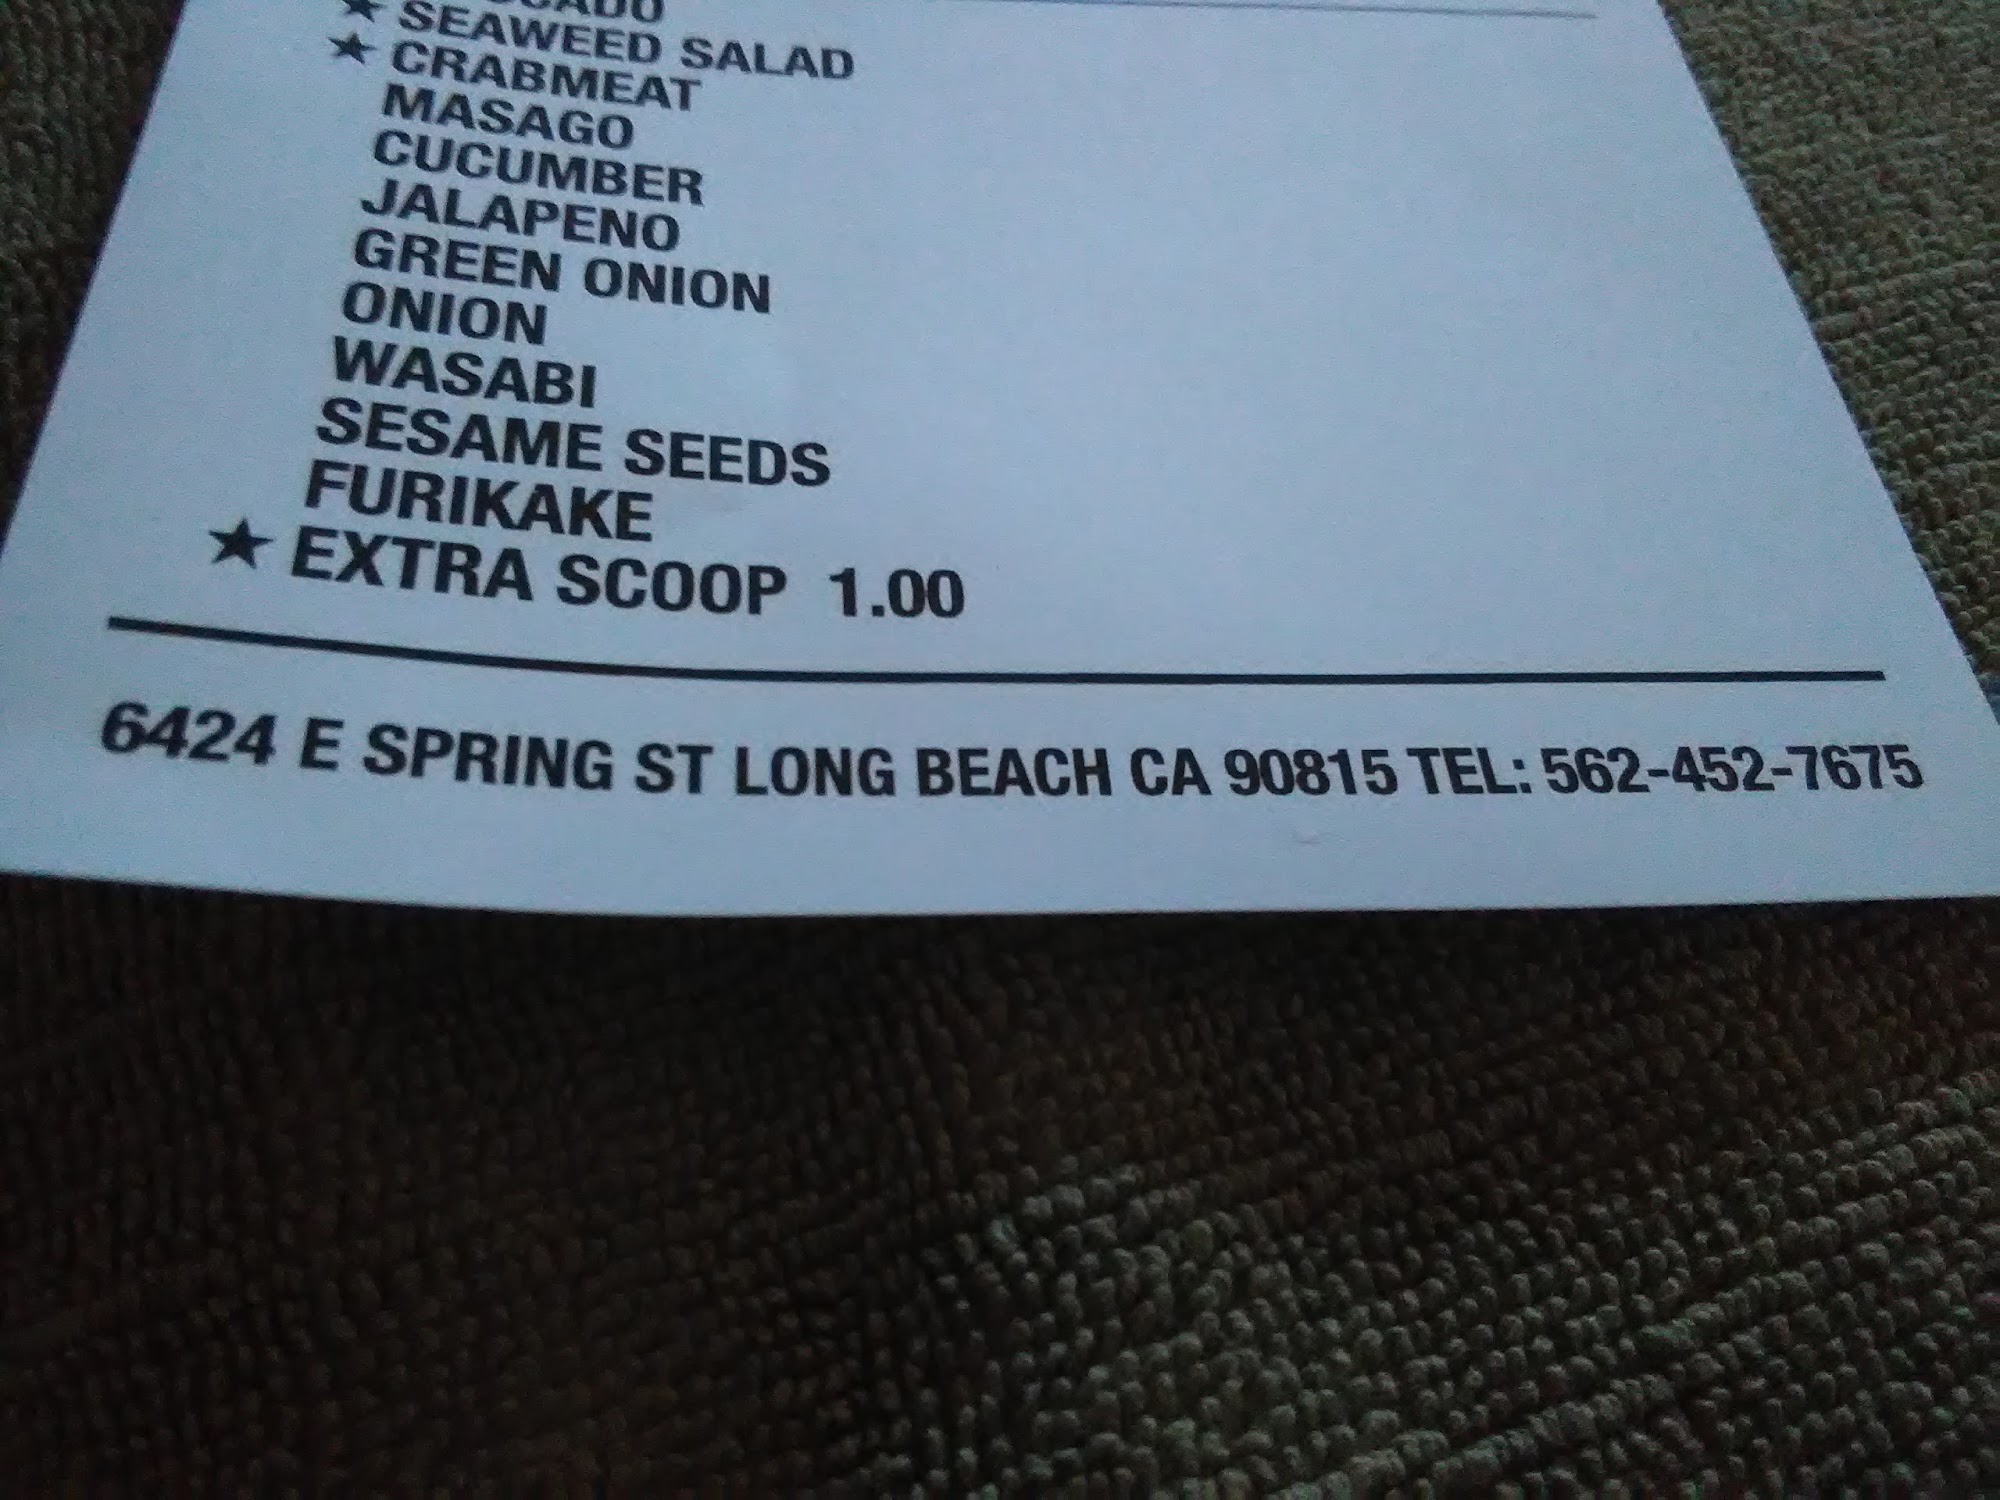 ★ SEAWEED SALAD
★ CRABMEAT
MASAGO
CUCUMBER
JALAPENO
GREEN ONION
ONION
WASABI
SESAME SEEDS
FURIKAKE
★ EXTRA SCOOP 1.00
6424 E SPRING ST LONG BEACH CA 90815 TEL: 562-452-7675